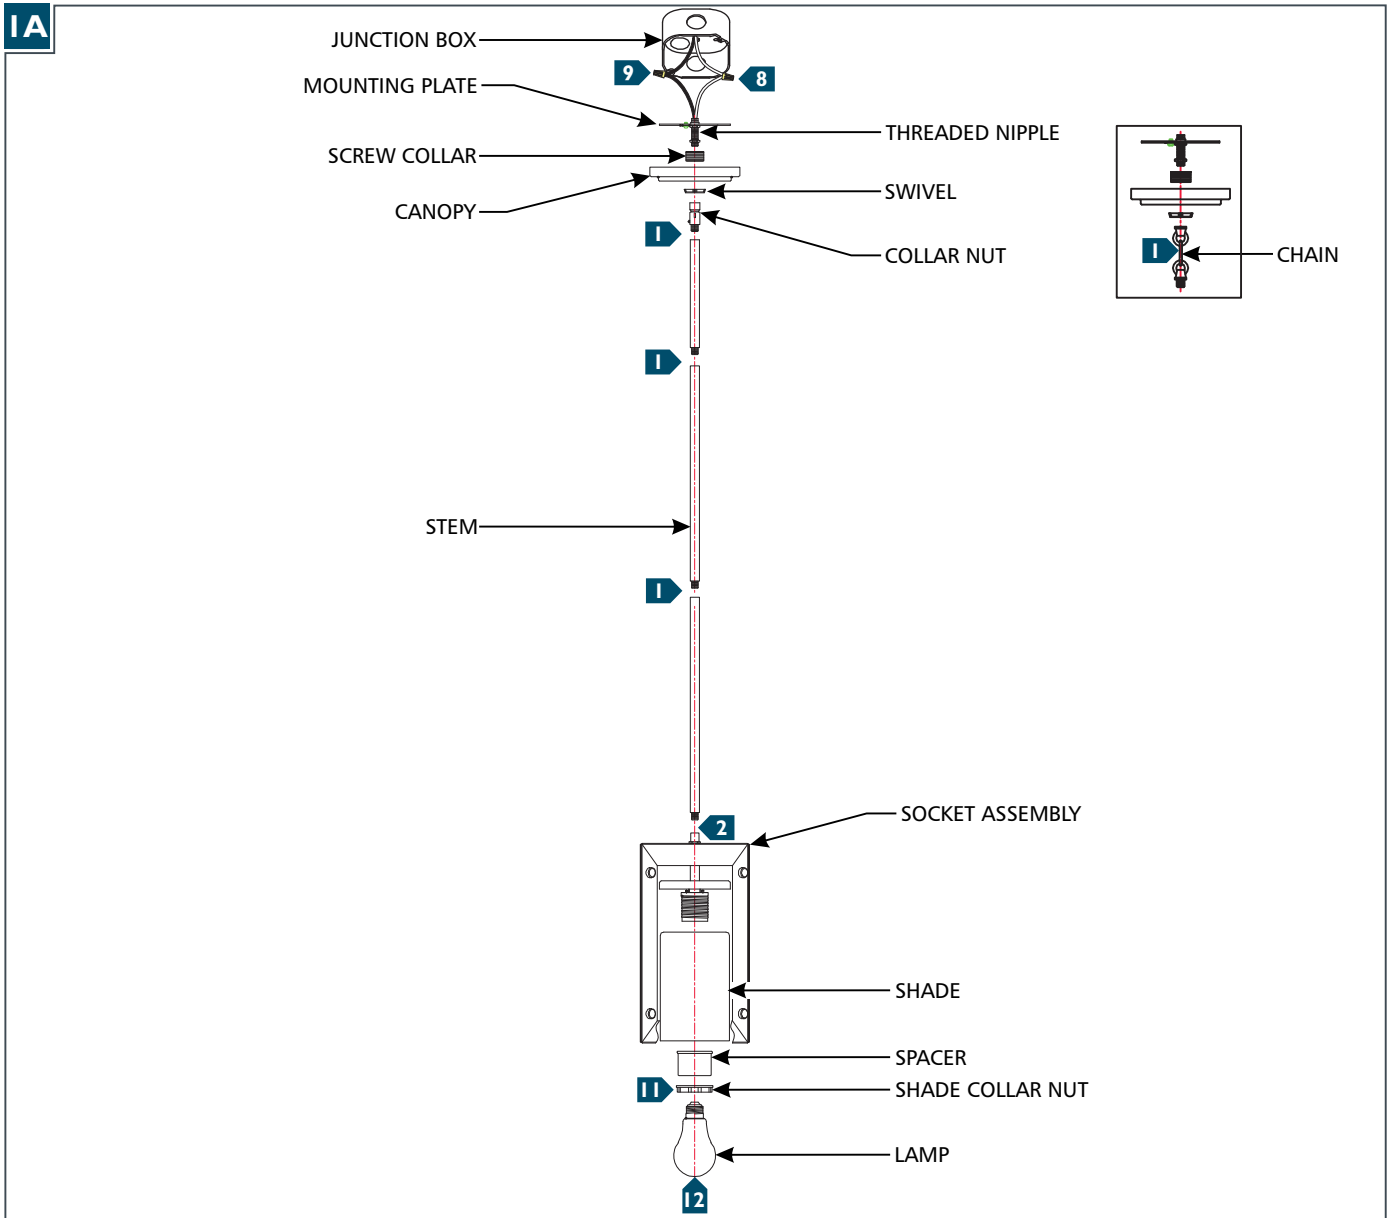 1A
JUNCTION BOX
9
8
MOUNTING PLATE
THREADED NIPPLE
SCREW COLLAR
SWIVEL
CANOPY
1
COLLAR NUT
1
CHAIN
1
STEM
1
2
SOCKET ASSEMBLY
SHADE
SPACER
11
SHADE COLLAR NUT
LAMP
12